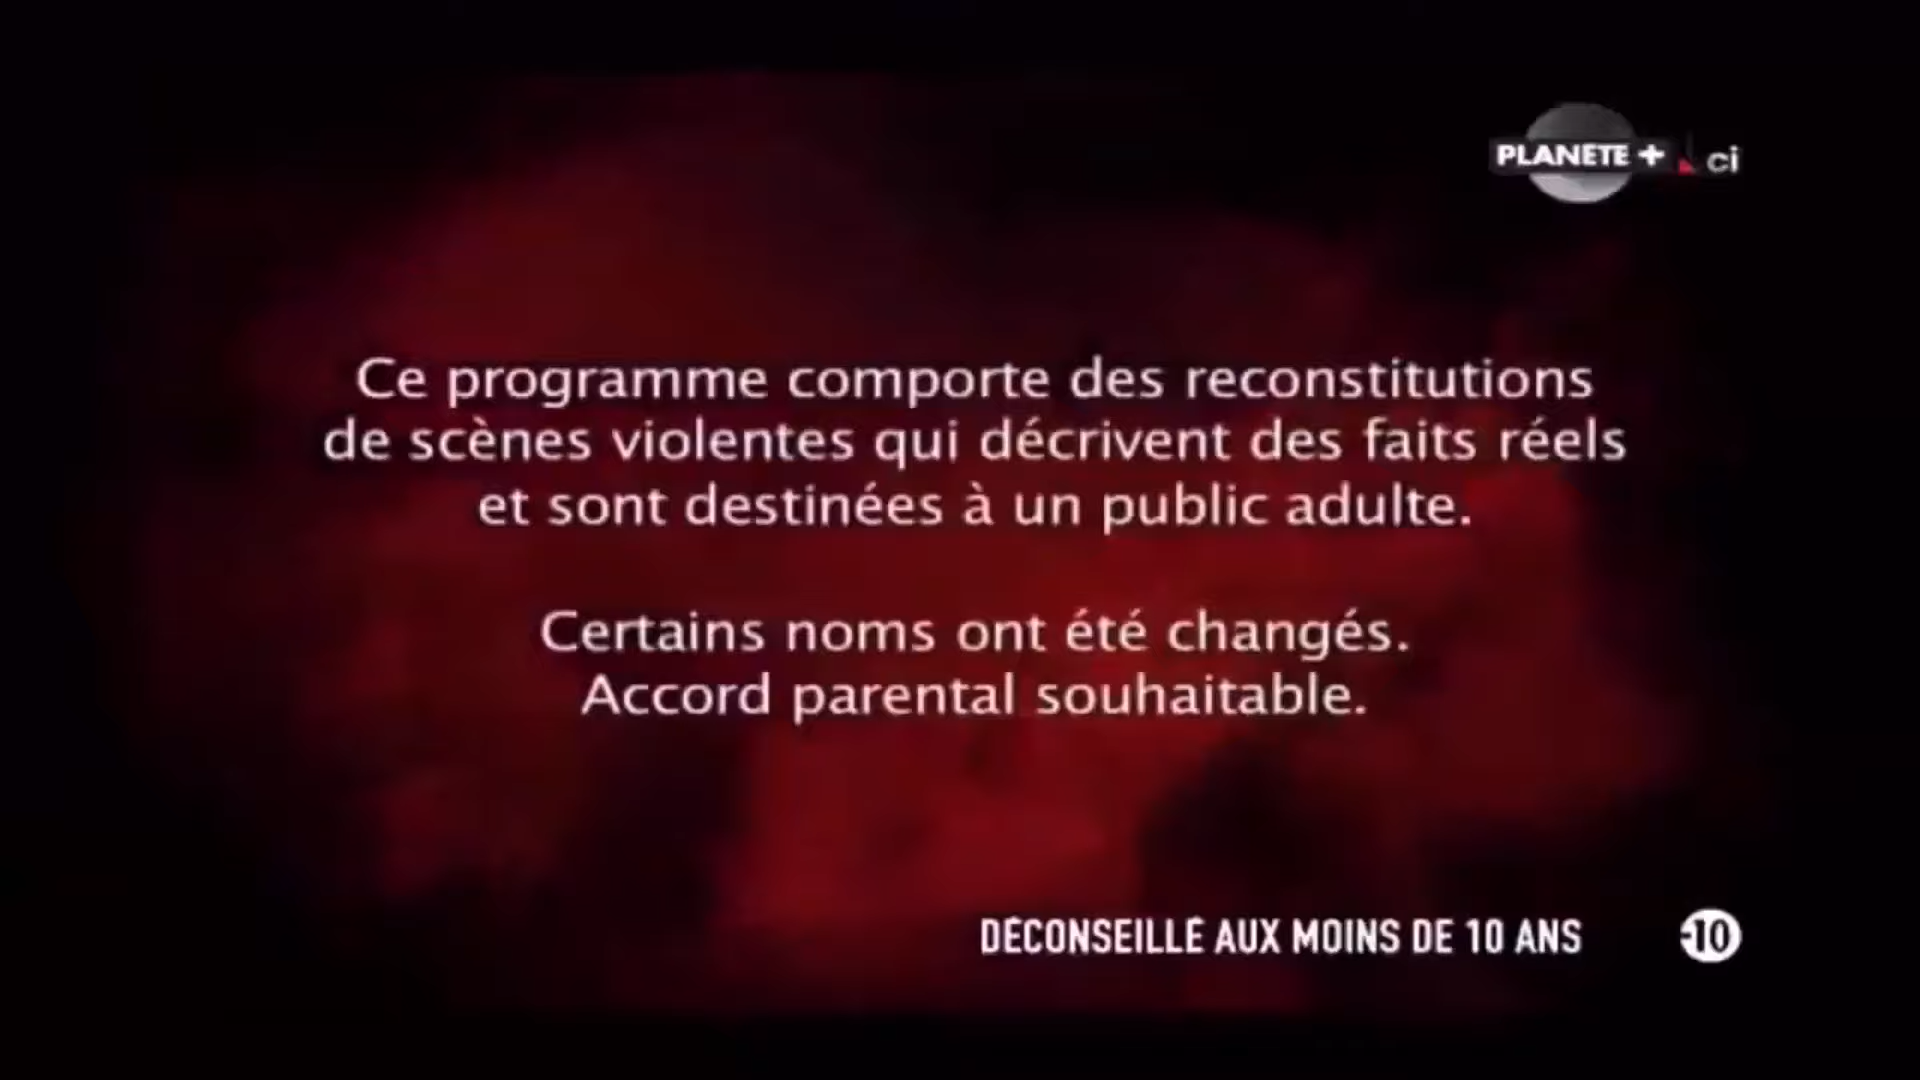 PLANETE + CI
Ce programme comporte des reconstitutions
de scènes violentes qui décrivent des faits réels
et sont destinées à un public adulte.
Certains noms ont été changés.
Accord parental souhaitable.
DÉCONSEILLÉ AUX MOINS DE 10 ANS
-10